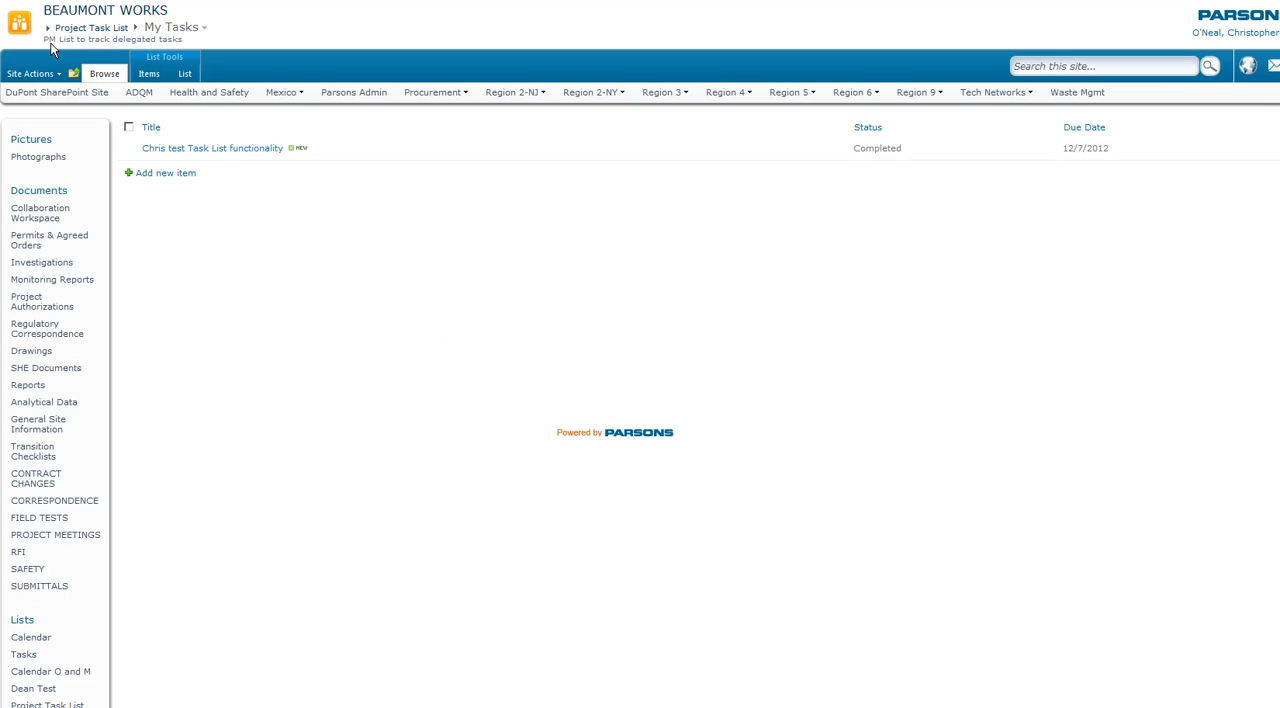 BEAUMONT WORKS
Project Task List My Tasks
PM List to track delegated tasks
PARSON
O'Neal, Christopher
List Tools
Site Actions Browse Items List
Search this site...
DuPont SharePoint Site ADQM Health and Safety Mexico Parsons Admin Procurement Region 2-NJ Region 2-NY Region 3 Region 4 Region 5 Region 6 Region 9 Tech Networks Waste Mgmt
Pictures
Photographs
Documents
Collaboration
Workspace
Permits & Agreed
Orders
Investigations
Monitoring Reports
Project
Authorizations
Regulatory
Correspondence
Drawings
SHE Documents
Reports
Analytical Data
General Site
Information
Transition
Checklists
CONTRACT
CHANGES
CORRESPONDENCE
FIELD TESTS
PROJECT MEETINGS
RFI
SAFETY
SUBMITTALS
Lists
Calendar
Tasks
Calendar O and M
Dean Test
Project Task List
Title Status Due Date
Chris test Task List functionality NEW Completed 12/7/2012
Add new item
Powered by PARSONS